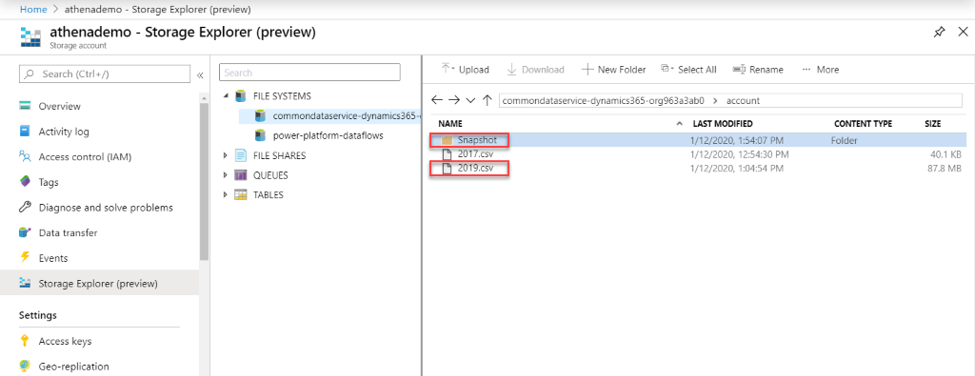 Home > athenademo - Storage Explorer (preview)
athenademo - Storage Explorer (preview)
Storage account
Search (Ctrl+/)
«
Overview
Activity log
Access control (IAM)
Tags
Diagnose and solve problems
Data transfer
Events
Storage Explorer (preview)
Settings
Access keys
Geo-replication
Search
FILE SYSTEMS
commondataservice-dynamics365-
power-platform-dataflows
FILE SHARES
QUEUES
TABLES
Upload Download New Folder Select All Rename ... More
commondataservice-dynamics365-org963a3ab0 > account
NAME LAST MODIFIED CONTENT TYPE SIZE
Snapshot 1/12/2020, 1:54:07 PM Folder
2017.csv 1/12/2020, 12:54:30 PM 40.1 KB
2019.csv 1/12/2020, 1:04:54 PM 87.8 MB